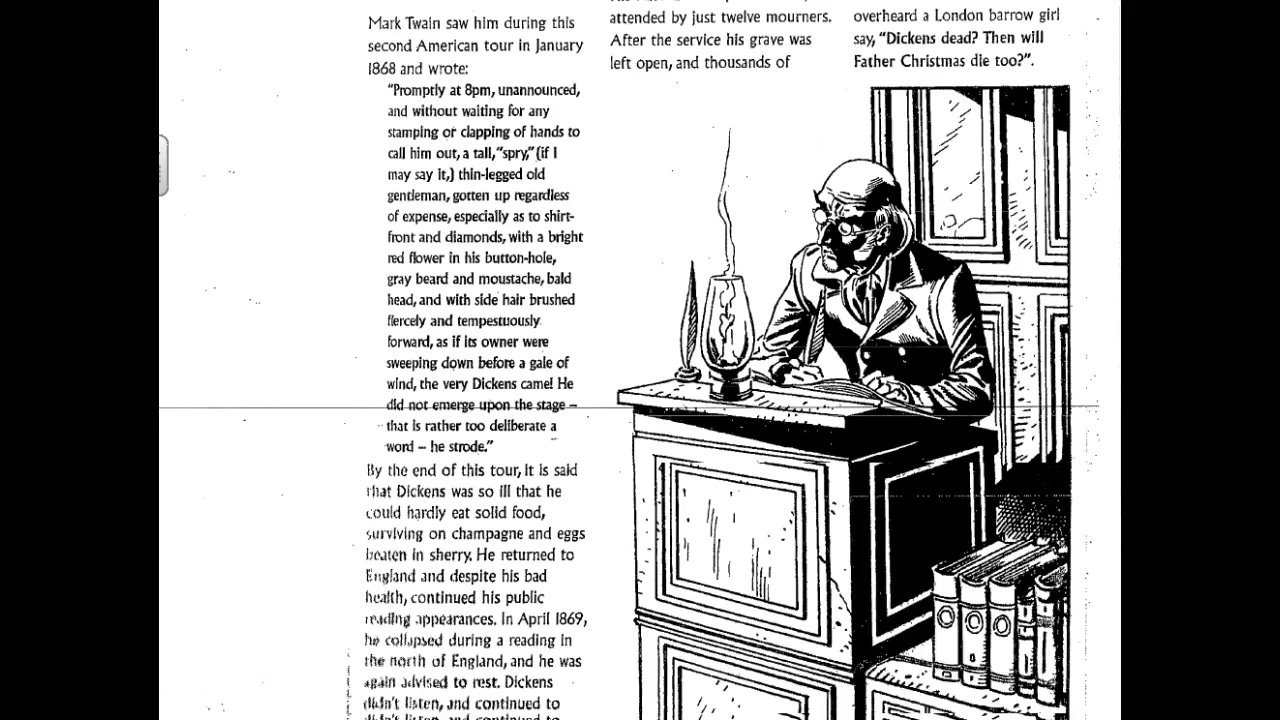 Mark Twain saw him during this
second American tour in January
1868 and wrote:
"Promptly at 8pm, unannounced,
and without waiting for any
stamping or clapping of hands to
call him out, a tall, "spry," (if I
may say it,) thin-legged old
gentleman, gotten up regardless
of expense, especially as to shirt-
front and diamonds, with a bright
red flower in his button-hole,
gray beard and moustache, bald
head, and with side hair brushed
fiercely and tempestuously
forward, as if its owner were
sweeping down before a gale of
wind, the very Dickens came! He
did not emerge upon the stage –
that is rather too deliberate a
word – he strode."
By the end of this tour, it is said
that Dickens was so ill that he
could hardly eat solid food,
surviving on champagne and eggs
beaten in sherry. He returned to
England and despite his bad
health, continued his public
reading appearances. In April 1869,
he collapsed during a reading in
the north of England, and he was
again advised to rest. Dickens
didn't listen, and continued to
attended by just twelve mourners.
After the service his grave was
left open, and thousands of
overheard a London barrow girl
say, "Dickens dead? Then will
Father Christmas die too?".